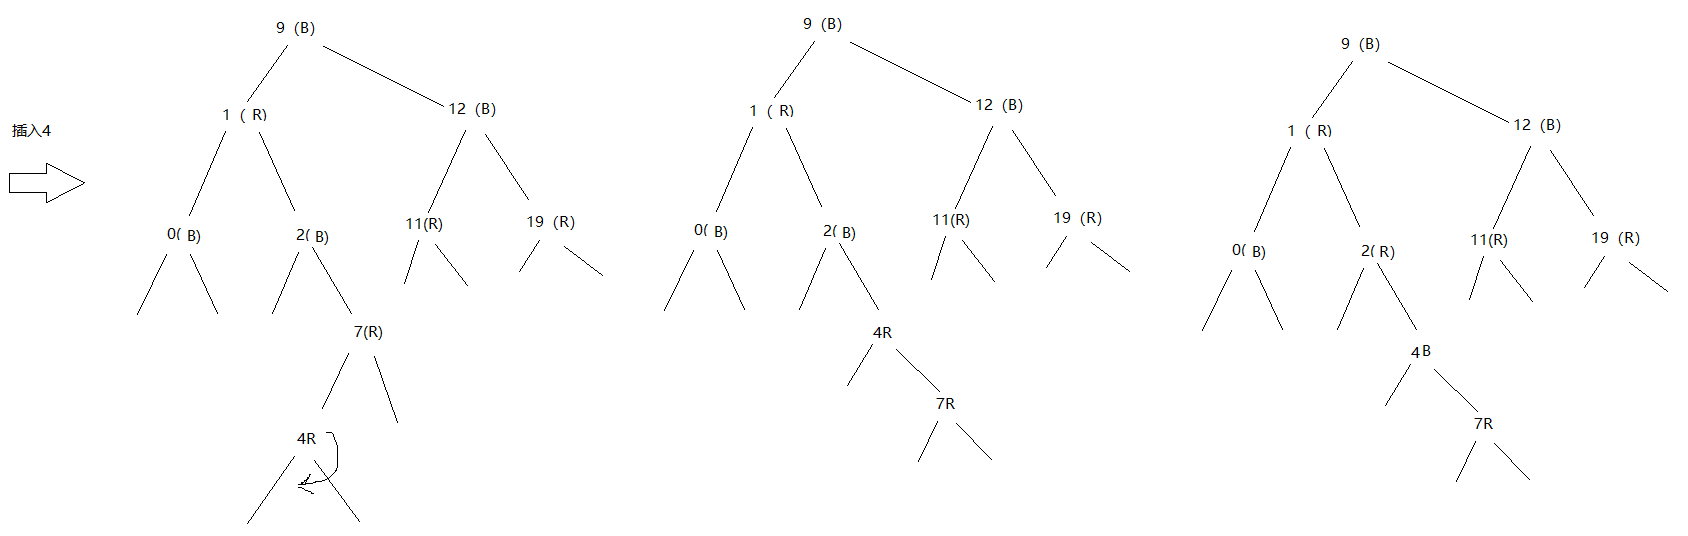 插入4
9 (B)
1 ( R)
12 (B)
0( B)
2( B)
11(R)
19 (R)
7(R)
4R
9 (B)
1 ( R)
12 (B)
0( B)
2( B)
11(R)
19 (R)
4R
7R
9 (B)
1 ( R)
12 (B)
0( B)
2( R)
11(R)
19 (R)
4B
7R